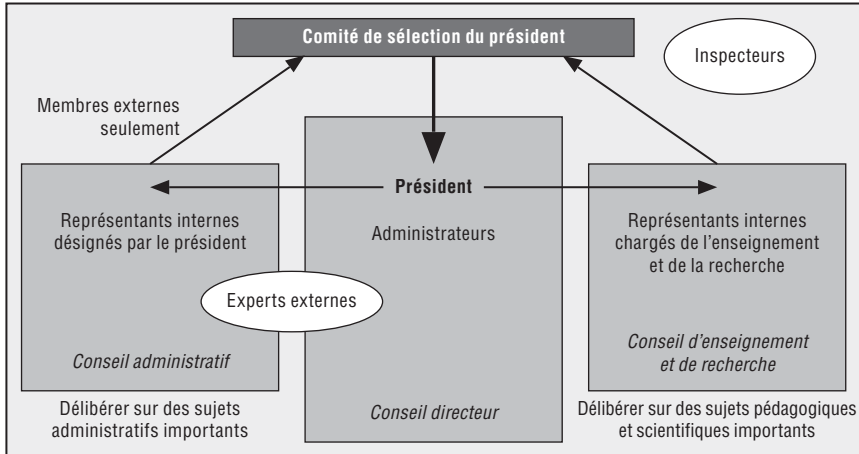 Comité de sélection du président
Inspecteurs
Membres externes
seulement
Président
Représentants internes
désignés par le président
Administrateurs
Représentants internes
chargés de l'enseignement
et de la recherche
Experts externes
Conseil administratif
Conseil directeur
Conseil d'enseignement
et de recherche
Délibérer sur des sujets
administratifs importants
Délibérer sur des sujets pédagogiques
et scientifiques importants